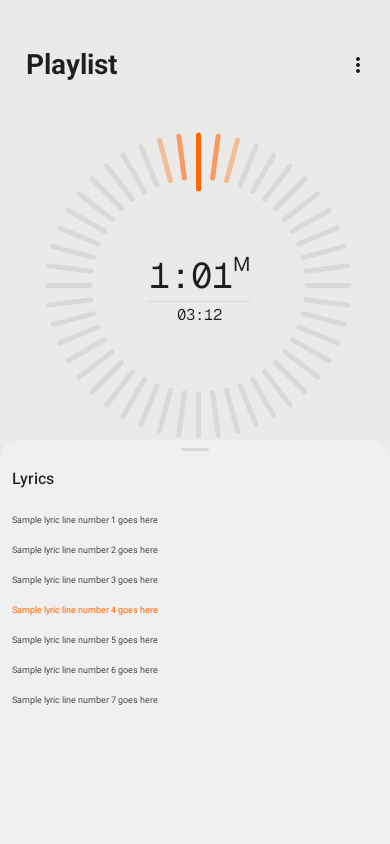 Playlist
1:01M
03:12
Lyrics
Sample lyric line number 1 goes here
Sample lyric line number 2 goes here
Sample lyric line number 3 goes here
Sample lyric line number 4 goes here
Sample lyric line number 5 goes here
Sample lyric line number 6 goes here
Sample lyric line number 7 goes here